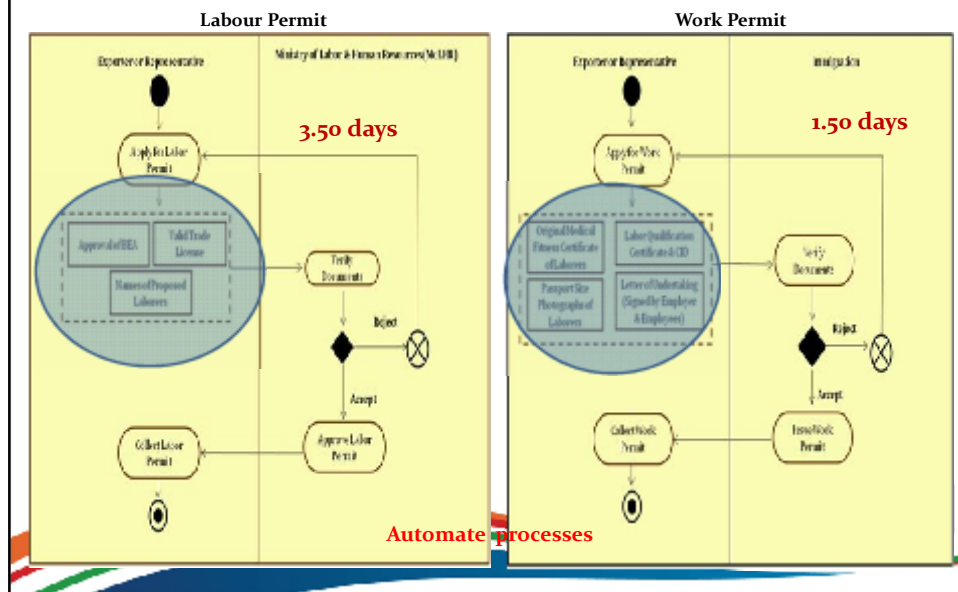 Labour Permit
Exporter or Representative
Ministry of Labor & Human Resources(MoLHR)
3.50 days
Apply for Labor
Permit
Approval of BEA
Valid Trade
License
Names of Proposed
Laborers
Verify
Documents
Reject
Accept
Approve Labor
Permit
Collect Labor
Permit
Work Permit
Exporter or Representative
Immigration
1.50 days
Apply for Work
Permit
Original Medical
Fitness Certificate
of Laborers
Labor Qualification
Certificate & CID
Passport Size
Photographs of
Laborers
Letter of Undertaking
(Signed by Employer
& Employees)
Verify
Documents
Reject
Accept
Issue Work
Permit
Collect Work
Permit
Automate processes